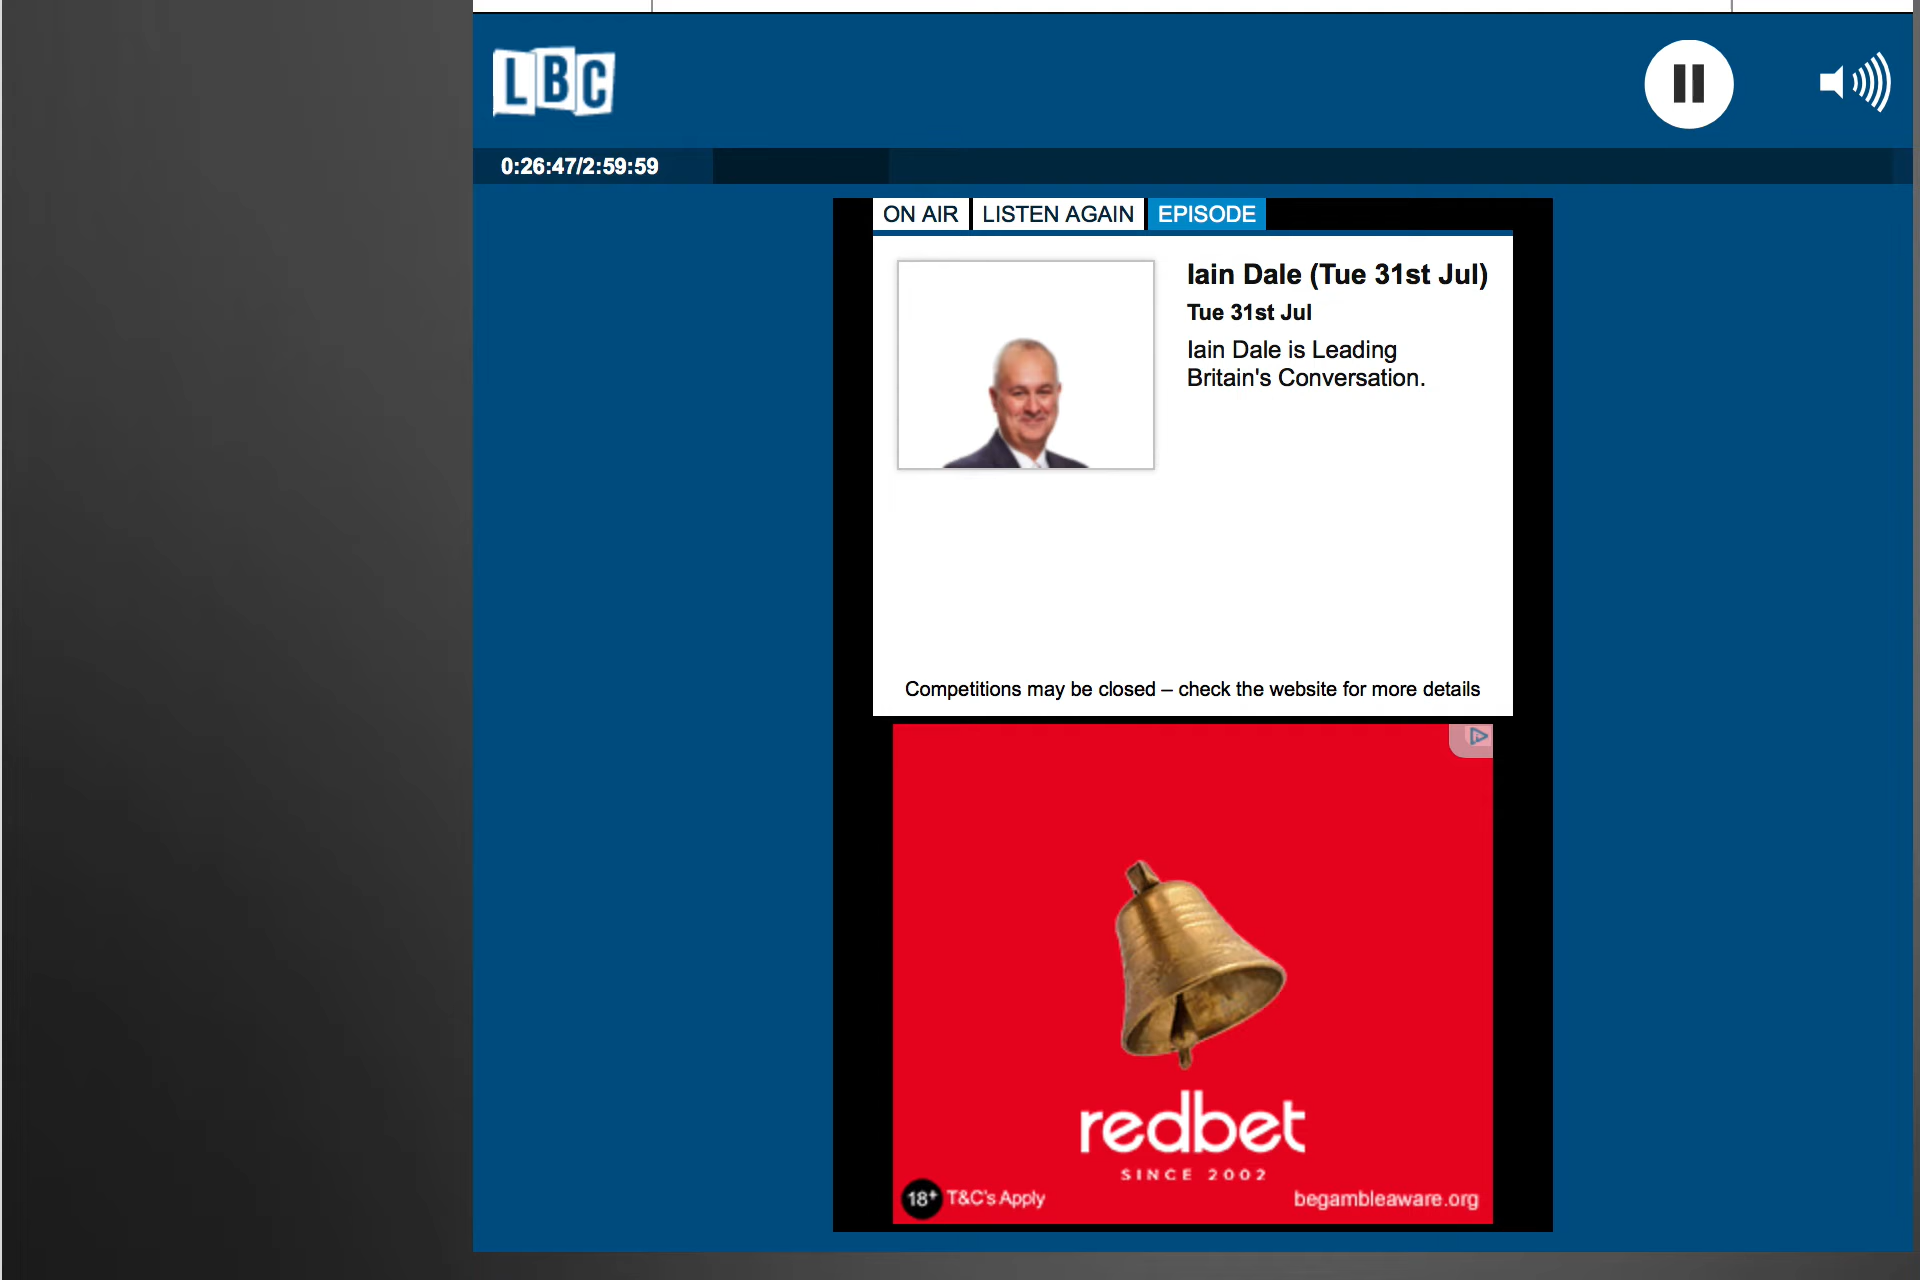 LBC
0:26:47/2:59:59
ON AIR LISTEN AGAIN EPISODE
Iain Dale (Tue 31st Jul)
Tue 31st Jul
Iain Dale is Leading
Britain's Conversation.
Competitions may be closed – check the website for more details
redbet
SINCE 2002
18+ T&C's Apply
begambleaware.org